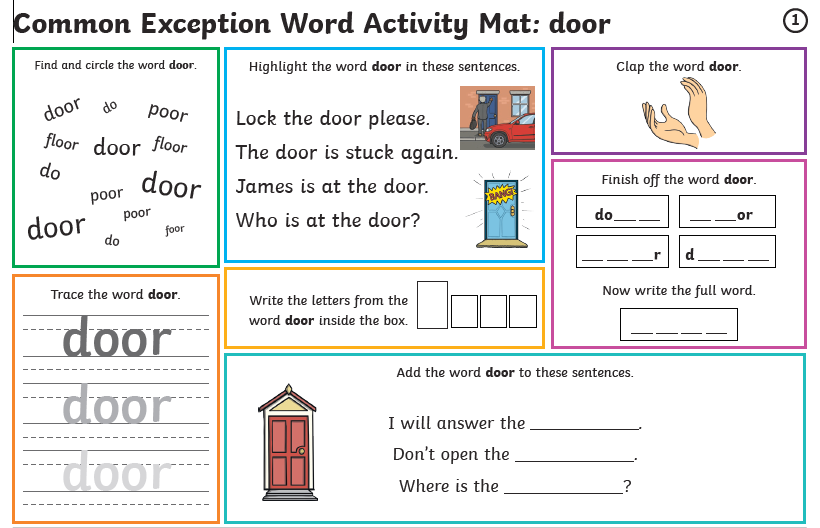 Common Exception Word Activity Mat: door
1
Find and circle the word door.
door do poor
floor door floor
do
poor door
door poor
do foor
Highlight the word door in these sentences.
Lock the door please.
The door is stuck again.
James is at the door.
Who is at the door?
BANG!
Clap the word door.
Finish off the word door.
do__ __
__ __or
__ __ __r
d __ __ __
Now write the full word.
__ __ __ __
Trace the word door.
door
door
door
Write the letters from the
word door inside the box.
Add the word door to these sentences.
I will answer the ___________.
Don't open the ____________.
Where is the ____________?